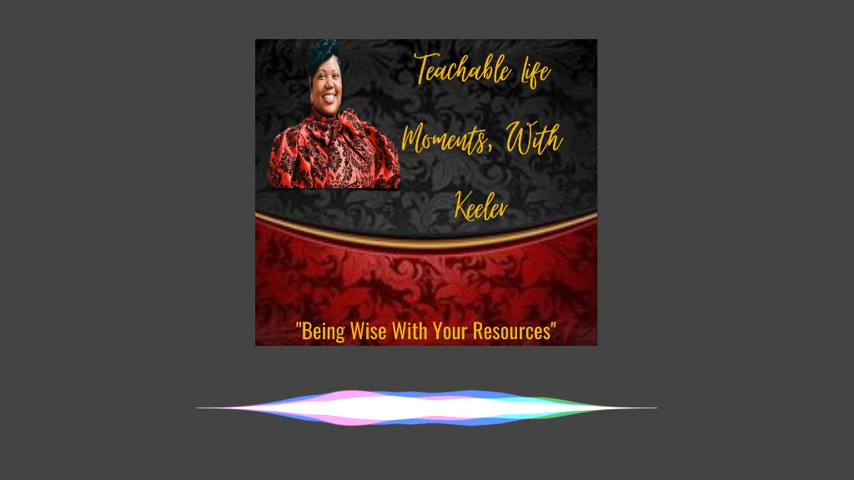 Teachable life
Moments, With
Keeler
"Being Wise With Your Resources"